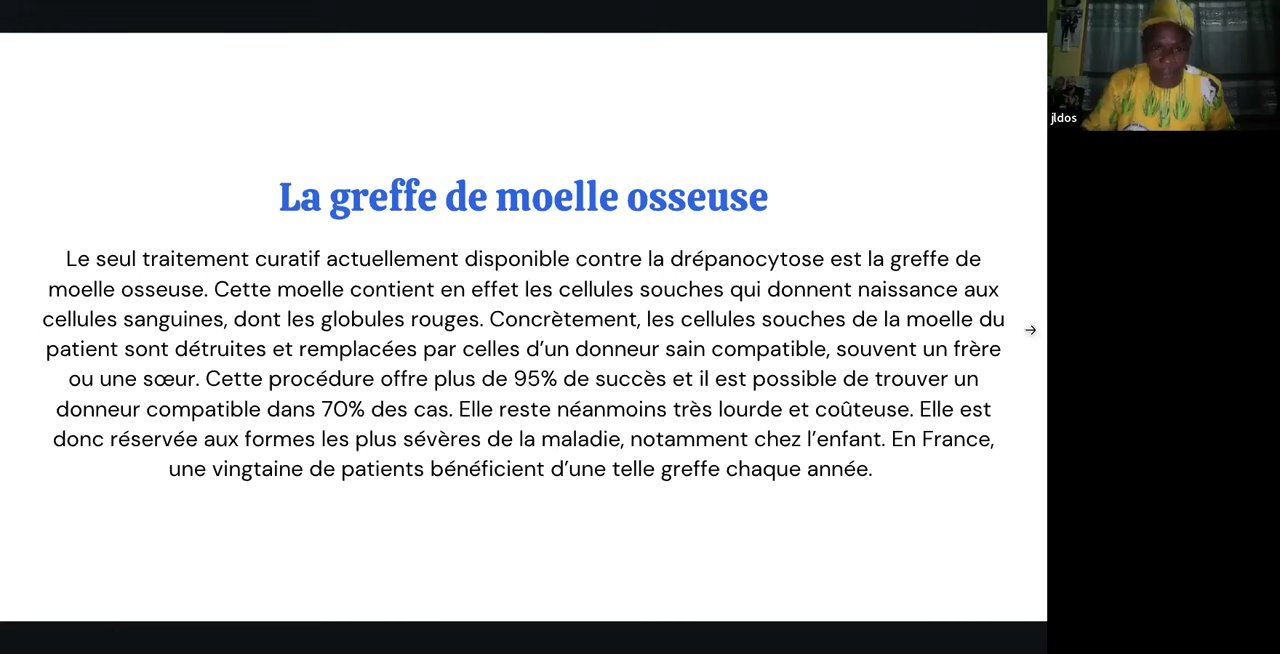 La greffe de moelle osseuse
Le seul traitement curatif actuellement disponible contre la drépanocytose est la greffe de
moelle osseuse. Cette moelle contient en effet les cellules souches qui donnent naissance aux
cellules sanguines, dont les globules rouges. Concrètement, les cellules souches de la moelle du
patient sont détruites et remplacées par celles d’un donneur sain compatible, souvent un frère
ou une sœur. Cette procédure offre plus de 95% de succès et il est possible de trouver un
donneur compatible dans 70% des cas. Elle reste néanmoins très lourde et coûteuse. Elle est
donc réservée aux formes les plus sévères de la maladie, notamment chez l’enfant. En France,
une vingtaine de patients bénéficient d’une telle greffe chaque année.
jldos